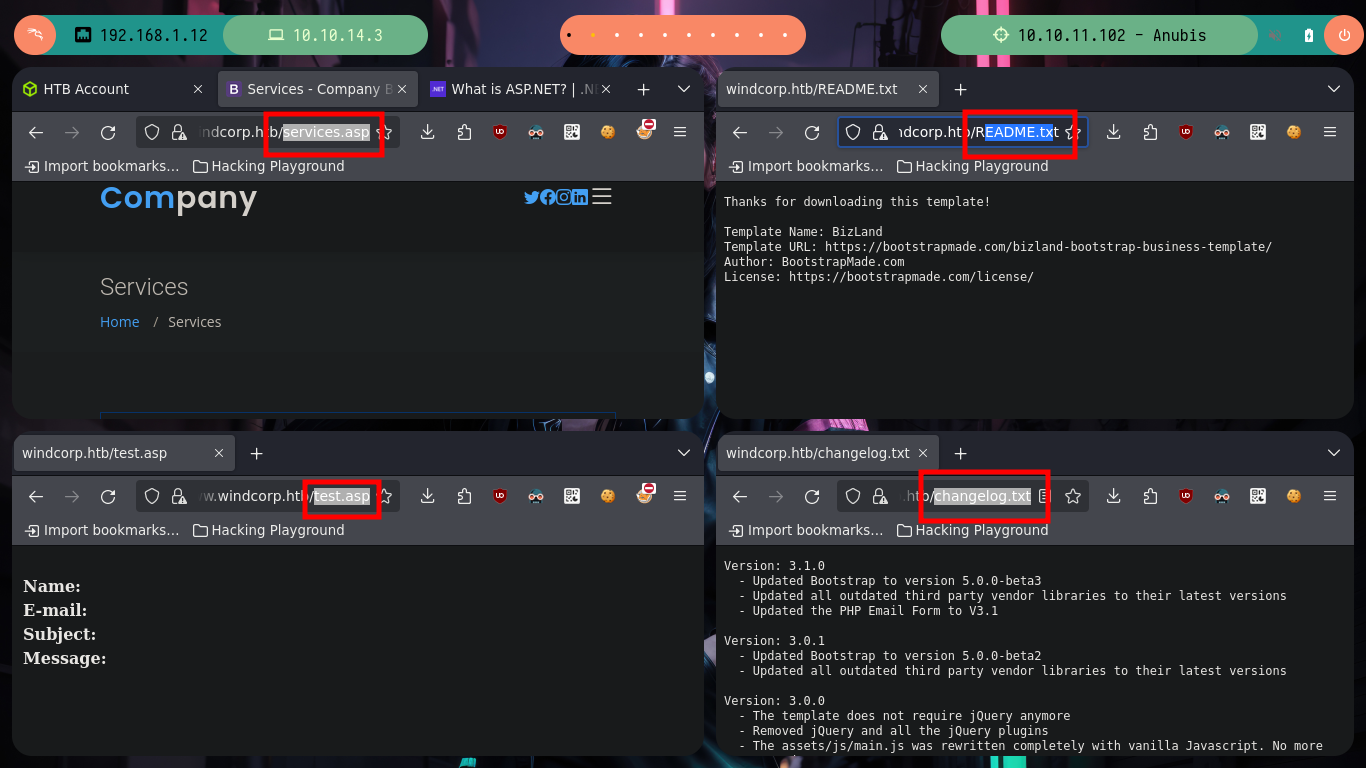 192.168.1.12
10.10.14.3
10.10.11.102 - Anubis
HTB Account
Services - Company B
.NET
What is ASP.NET? | .N
ndcorp.htb/services.asp
Import bookmarks...
Hacking Playground
Company
Services
Home / Services
windcorp.htb/README.txt
ndcorp.htb/README.txt
Import bookmarks...
Hacking Playground
Thanks for downloading this template!
Template Name: BizLand
Template URL: https://bootstrapmade.com/bizland-bootstrap-business-template/
Author: BootstrapMade.com
License: https://bootstrapmade.com/license/
windcorp.htb/test.asp
w.windcorp.htb/test.asp
Import bookmarks...
Hacking Playground
Name:
E-mail:
Subject:
Message:
windcorp.htb/changelog.txt
.htb/changelog.txt
Import bookmarks...
Hacking Playground
Version: 3.1.0
- Updated Bootstrap to version 5.0.0-beta3
- Updated all outdated third party vendor libraries to their latest versions
- Updated the PHP Email Form to V3.1
Version: 3.0.1
- Updated Bootstrap to version 5.0.0-beta2
- Updated all outdated third party vendor libraries to their latest versions
Version: 3.0.0
- The template does not require jQuery anymore
- Removed jQuery and all the jQuery plugins
- The assets/js/main.js was rewritten completely with vanilla Javascript. No more